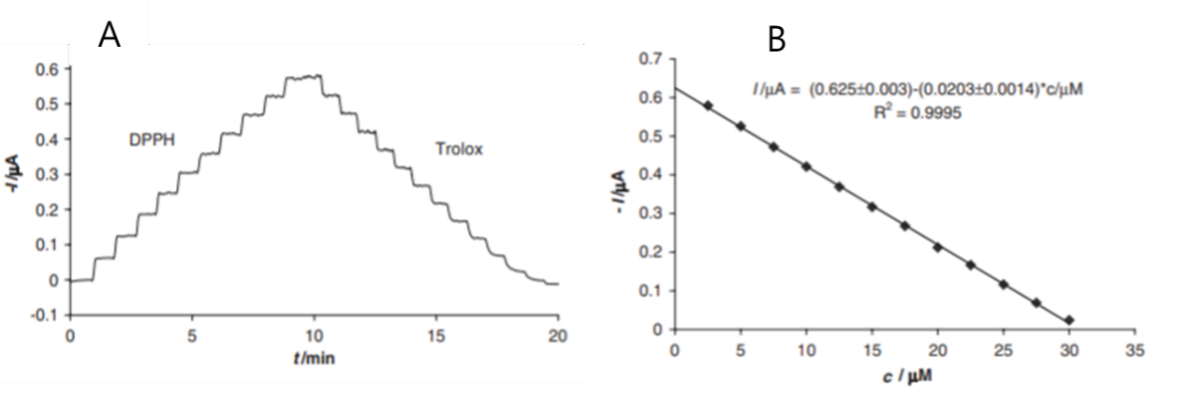 A
0.6
0.5
0.4
0.3
0.2
0.1
0
-0.1
-I/µA
DPPH
Trolox
0 5 10 15 20
t/min
B
0.7
0.6
0.5
0.4
0.3
0.2
0.1
0
- I/µA
I/µA = (0.625±0.003)-(0.0203±0.0014)*c/µM
R² = 0.9995
0 5 10 15 20 25 30 35
c / µM